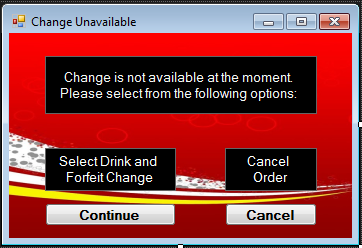 Change Unavailable
Change is not available at the moment.
Please select from the following options:
Select Drink and
Forfeit Change
Cancel
Order
Continue
Cancel